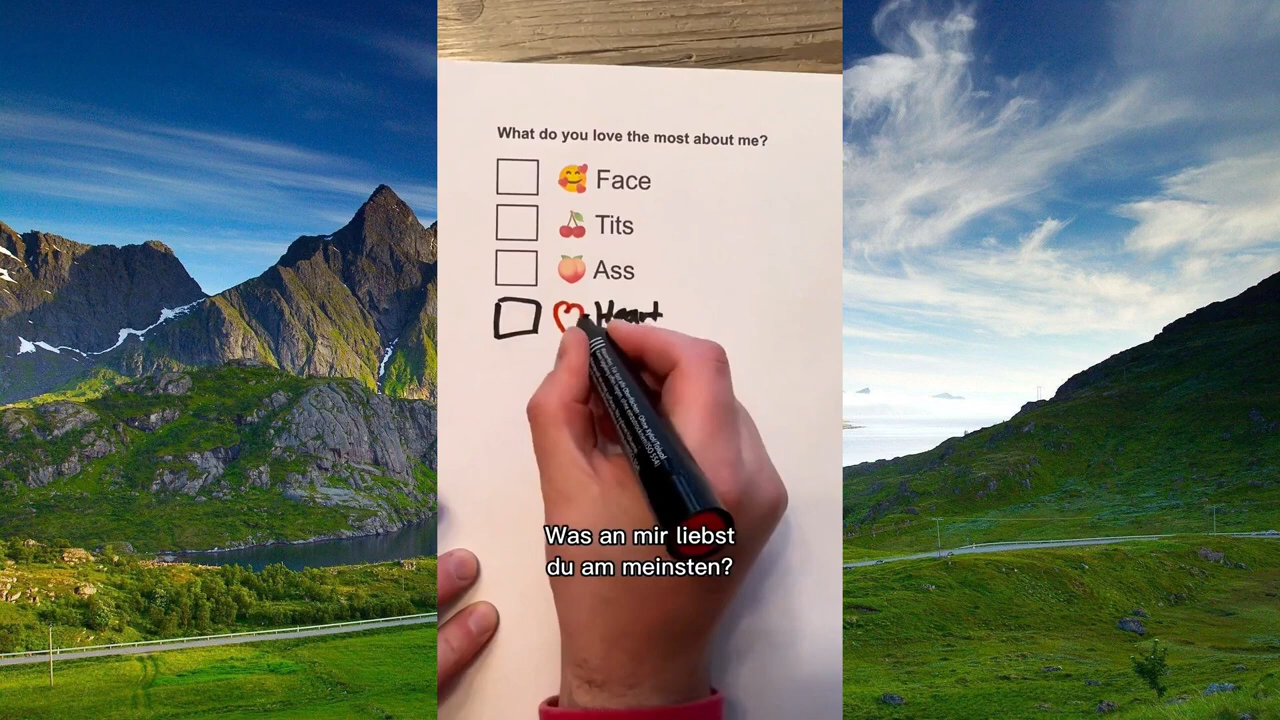 What do you love the most about me?
🥰 Face
🍒 Tits
🍑 Ass
Heart
Was an mir liebst
du am meinsten?